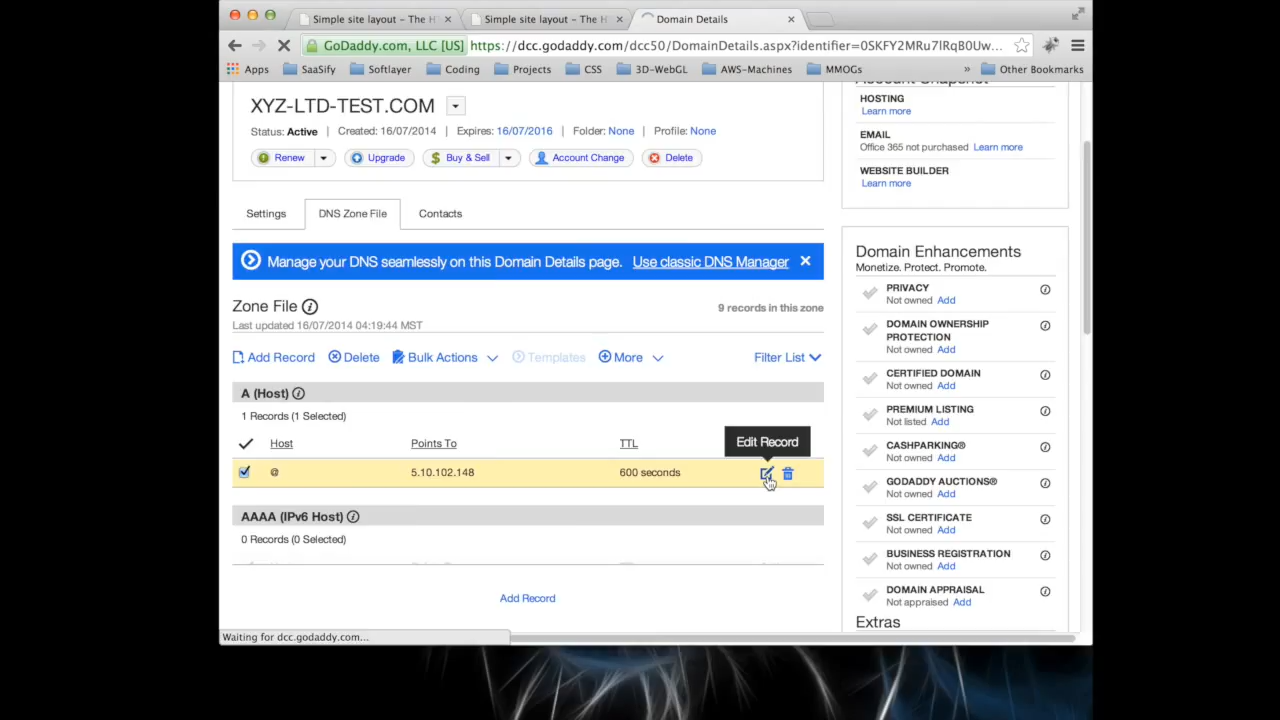 Simple site layout – The H
Simple site layout – The H
Domain Details
GoDaddy.com, LLC [US] https://dcc.godaddy.com/dcc50/DomainDetails.aspx?identifier=0SKFY2MRu7lRqB0Uw...
Apps SaaSify Softlayer Coding Projects CSS 3D-WebGL AWS-Machines MMOGs » Other Bookmarks
XYZ-LTD-TEST.COM
Status: Active | Created: 16/07/2014 | Expires: 16/07/2016 | Folder: None | Profile: None
Renew Upgrade Buy & Sell Account Change Delete
Settings DNS Zone File Contacts
Manage your DNS seamlessly on this Domain Details page. Use classic DNS Manager
Zone File 9 records in this zone
Last updated 16/07/2014 04:19:44 MST
Add Record Delete Bulk Actions Templates More Filter List
A (Host)
1 Records (1 Selected)
Host Points To TTL
Edit Record
@ 5.10.102.148 600 seconds
AAAA (IPv6 Host)
0 Records (0 Selected)
Add Record
Waiting for dcc.godaddy.com...
Account Snapshot
HOSTING
Learn more
EMAIL
Office 365 not purchased Learn more
WEBSITE BUILDER
Learn more
Domain Enhancements
Monetize. Protect. Promote.
PRIVACY
Not owned Add
DOMAIN OWNERSHIP
PROTECTION
Not owned Add
CERTIFIED DOMAIN
Not owned Add
PREMIUM LISTING
Not listed Add
CASHPARKING®
Not owned Add
GODADDY AUCTIONS®
Not owned Add
SSL CERTIFICATE
Not owned Add
BUSINESS REGISTRATION
Not owned Add
DOMAIN APPRAISAL
Not appraised Add
Extras